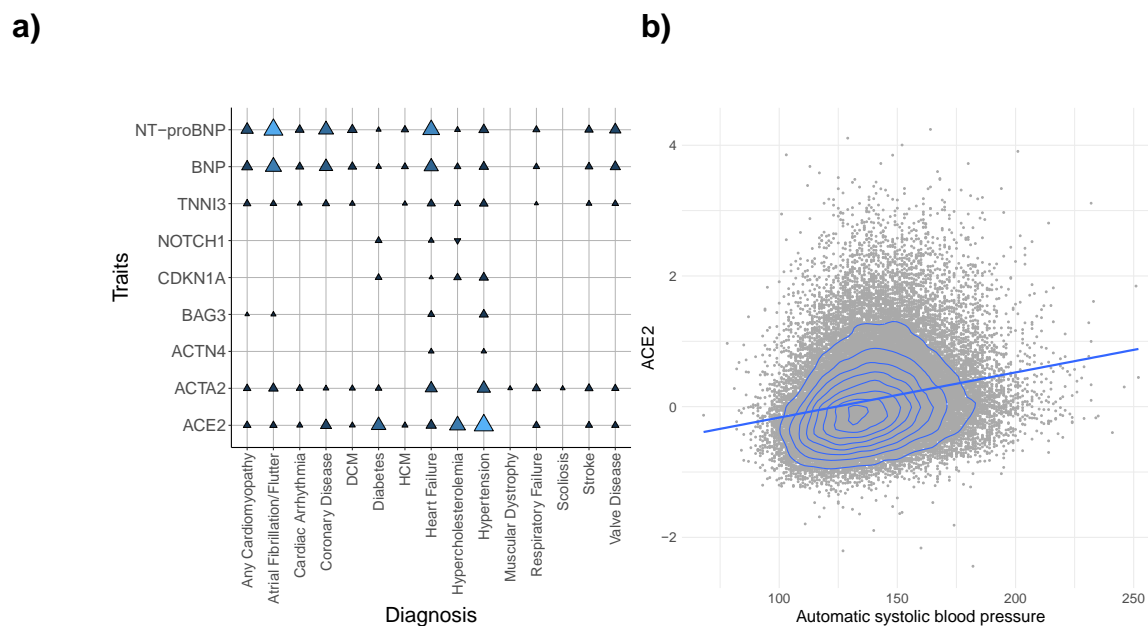 a)
NT−proBNP
BNP
TNNI3
NOTCH1
CDKN1A
BAG3
ACTN4
ACTA2
ACE2
Traits
Any Cardiomyopathy
Atrial Fibrillation/Flutter
Cardiac Arrhythmia
Coronary Disease
DCM
Diabetes
HCM
Heart Failure
Hypercholesterolemia
Hypertension
Muscular Dystrophy
Respiratory Failure
Scoliosis
Stroke
Valve Disease
Diagnosis
b)
4
2
0
−2
ACE2
100
150
200
250
Automatic systolic blood pressure